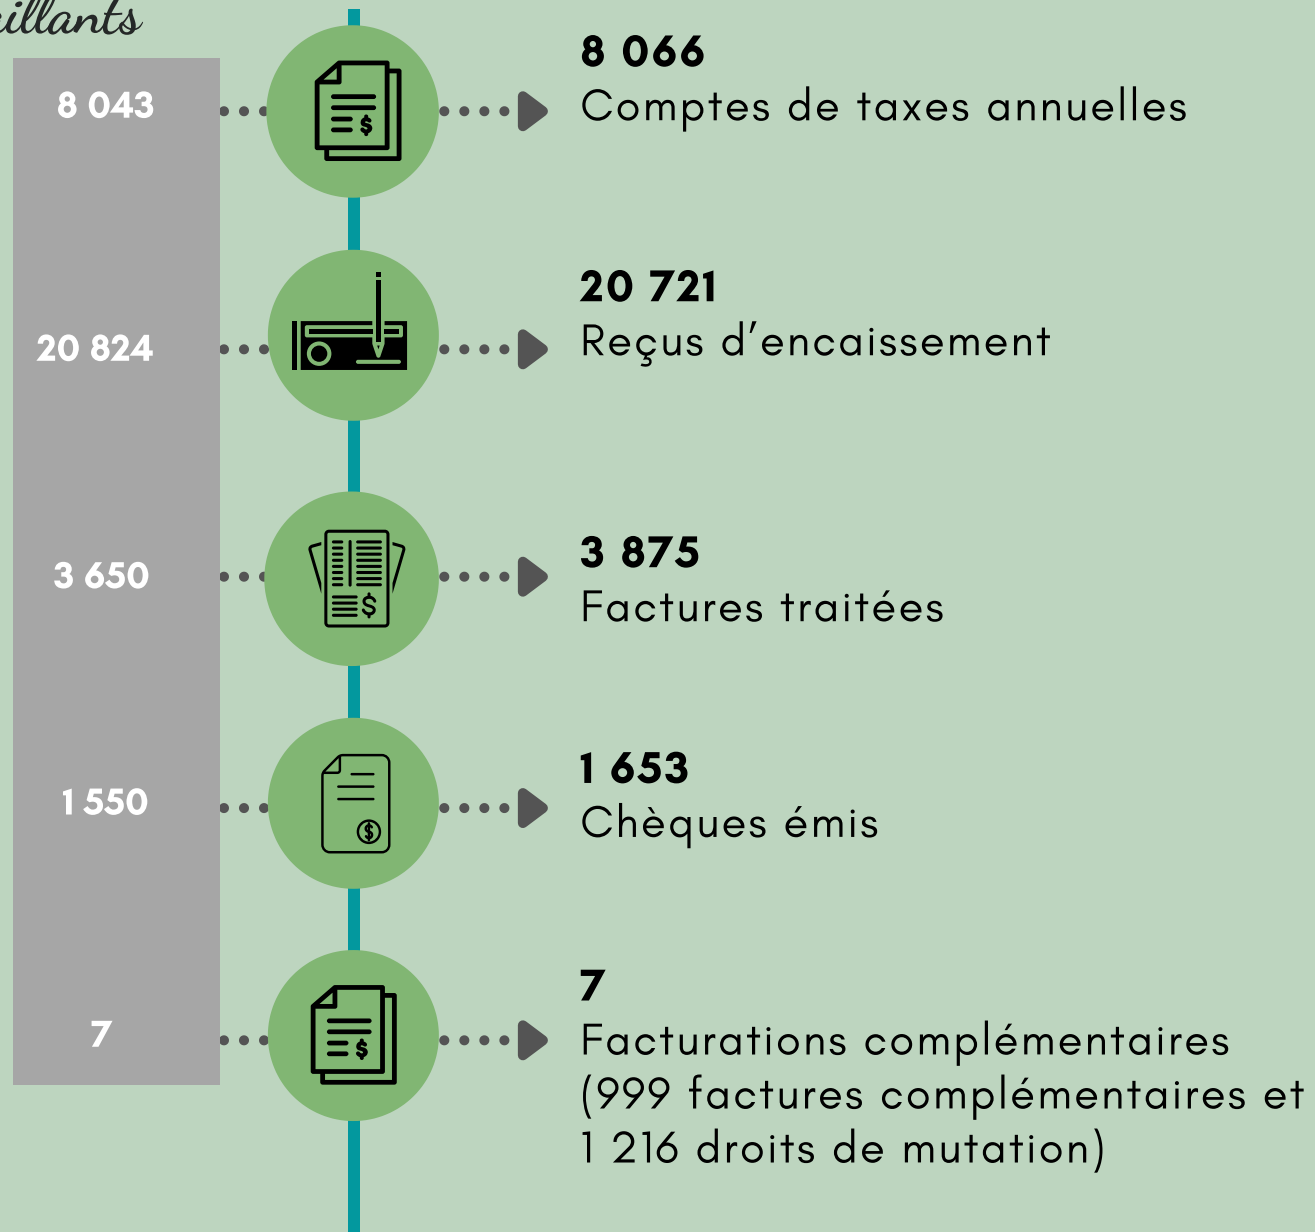 8 043
8 066
Comptes de taxes annuelles
20 824
20 721
Reçus d’encaissement
3 650
3 875
Factures traitées
1 550
1 653
Chèques émis
7
7
Facturations complémentaires
(999 factures complémentaires et
1 216 droits de mutation)